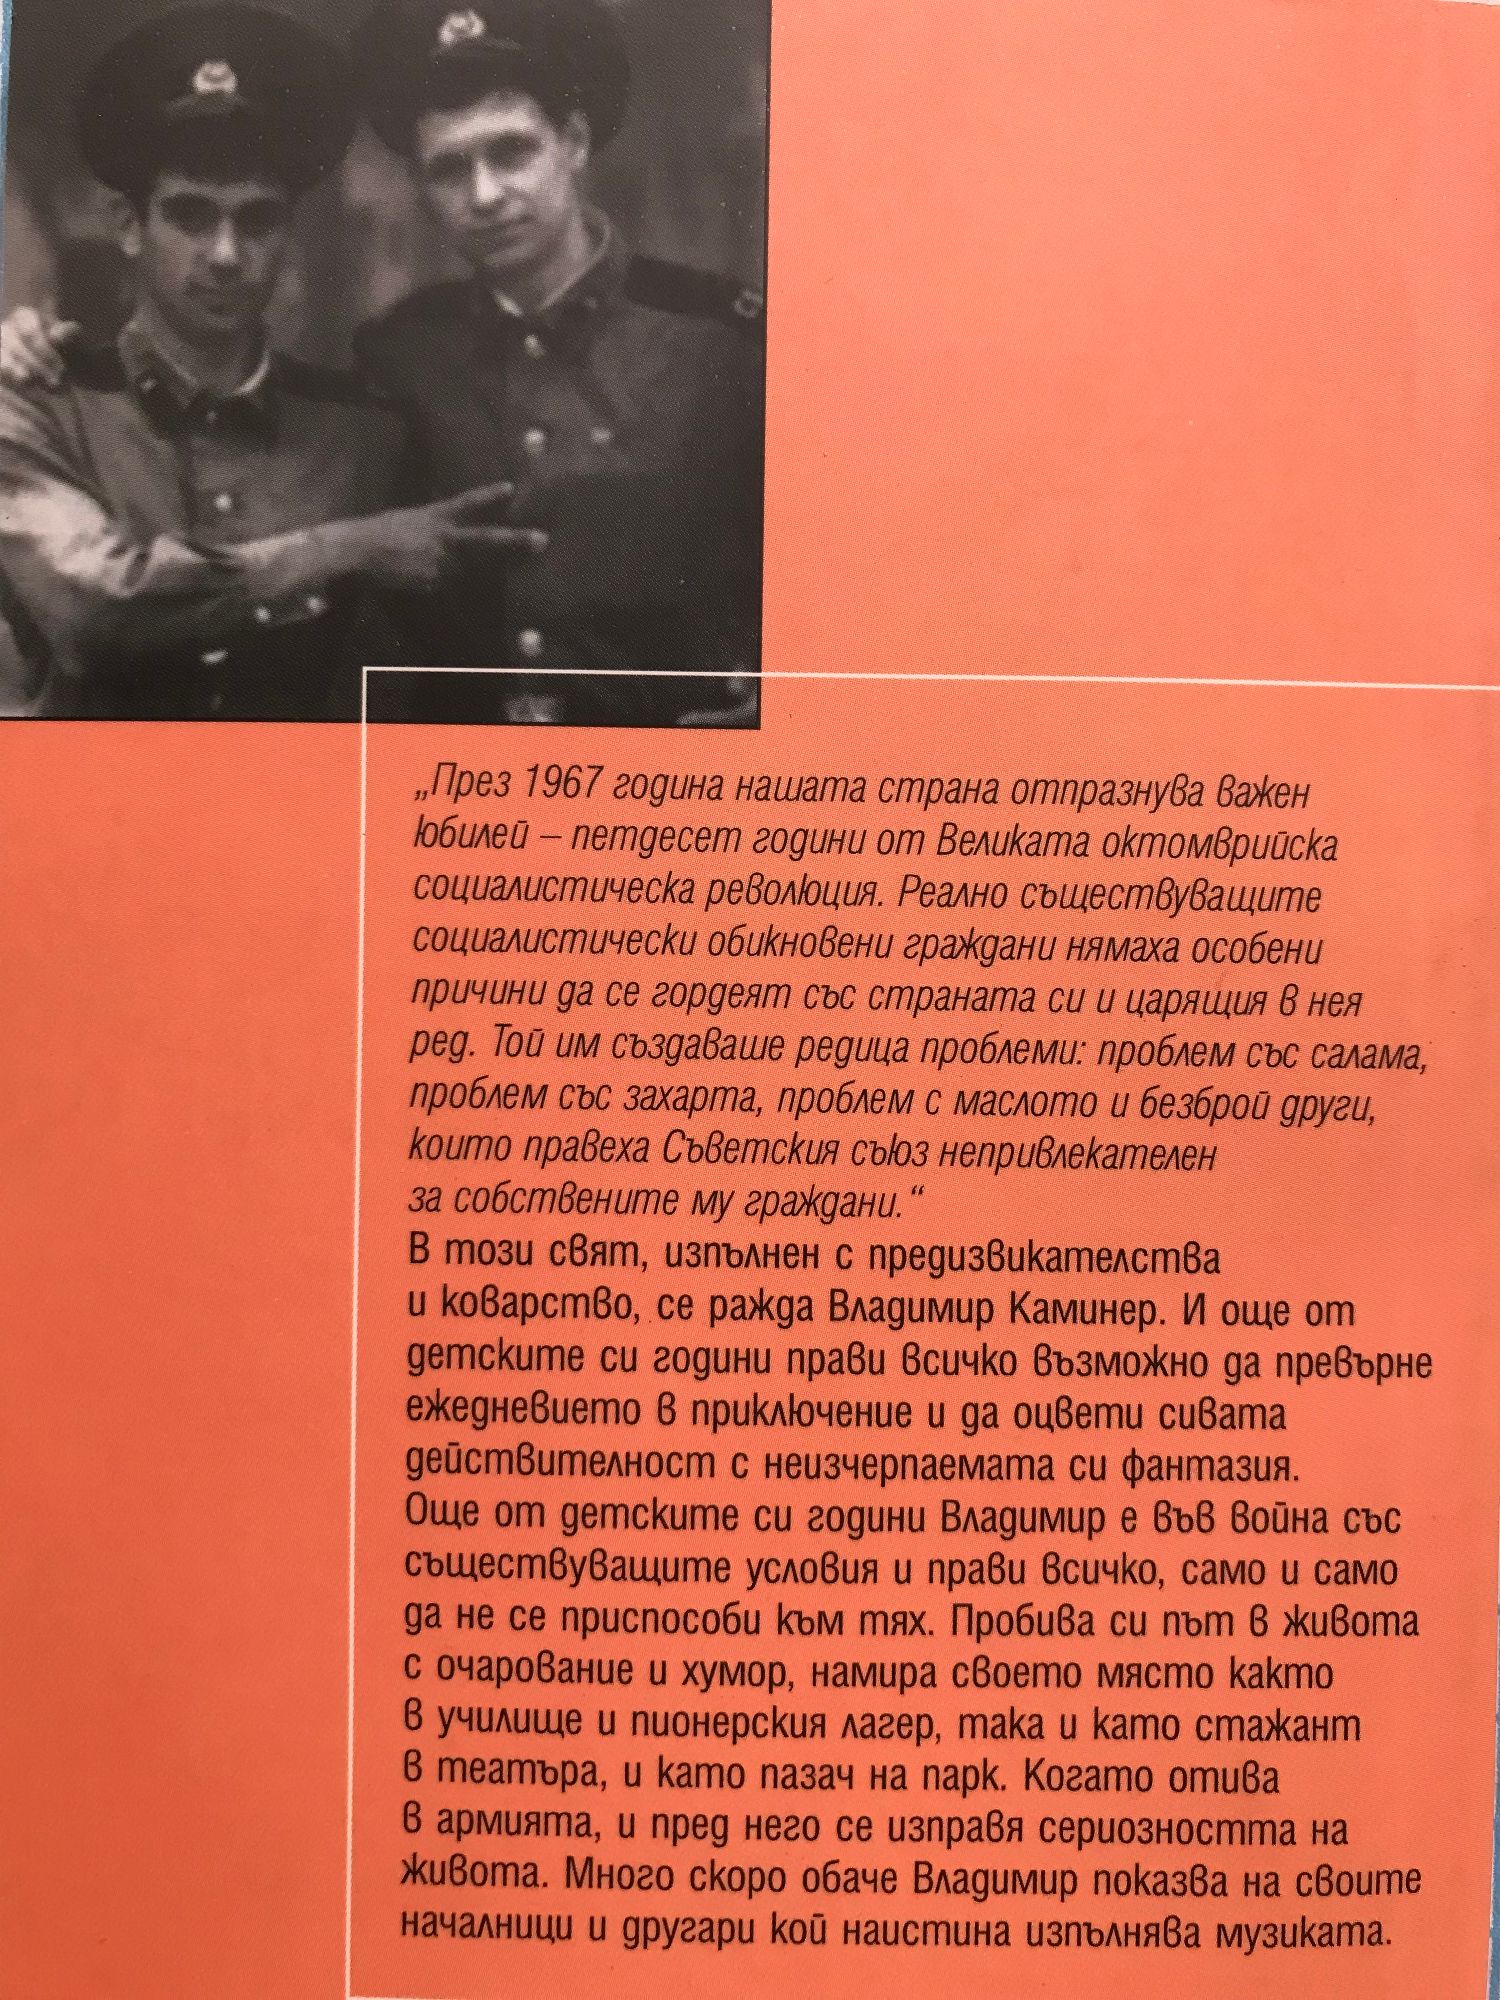 „През 1967 година нашата страна отпразнува важен
юбилей – петдесет години от Великата октомврийска
социалистическа революция. Реално съществуващите
социалистически обикновени граждани нямаха особени
причини да се гордеят със страната си и царящия в нея
ред. Той им създаваше редица проблеми: проблем със салама,
проблем със захарта, проблем с маслото и безброй други,
които правеха Съветския съюз непривлекателен
за собствените му граждани.“
В този свят, изпълнен с предизвикателства
и коварство, се ражда Владимир Каминер. И още от
детските си години прави всичко възможно да превърне
ежедневието в приключение и да оцвети сивата
действителност с неизчерпаемата си фантазия.
Още от детските си години Владимир е във война със
съществуващите условия и прави всичко, само и само
да не се приспособи към тях. Пробива си път в живота
с очарование и хумор, намира своето място както
в училище и пионерския лагер, така и като стажант
в театъра, и като пазач на парк. Когато отива
в армията, и пред него се изправя сериозността на
живота. Много скоро обаче Владимир показва на своите
началници и другари кой наистина изпълнява музиката.